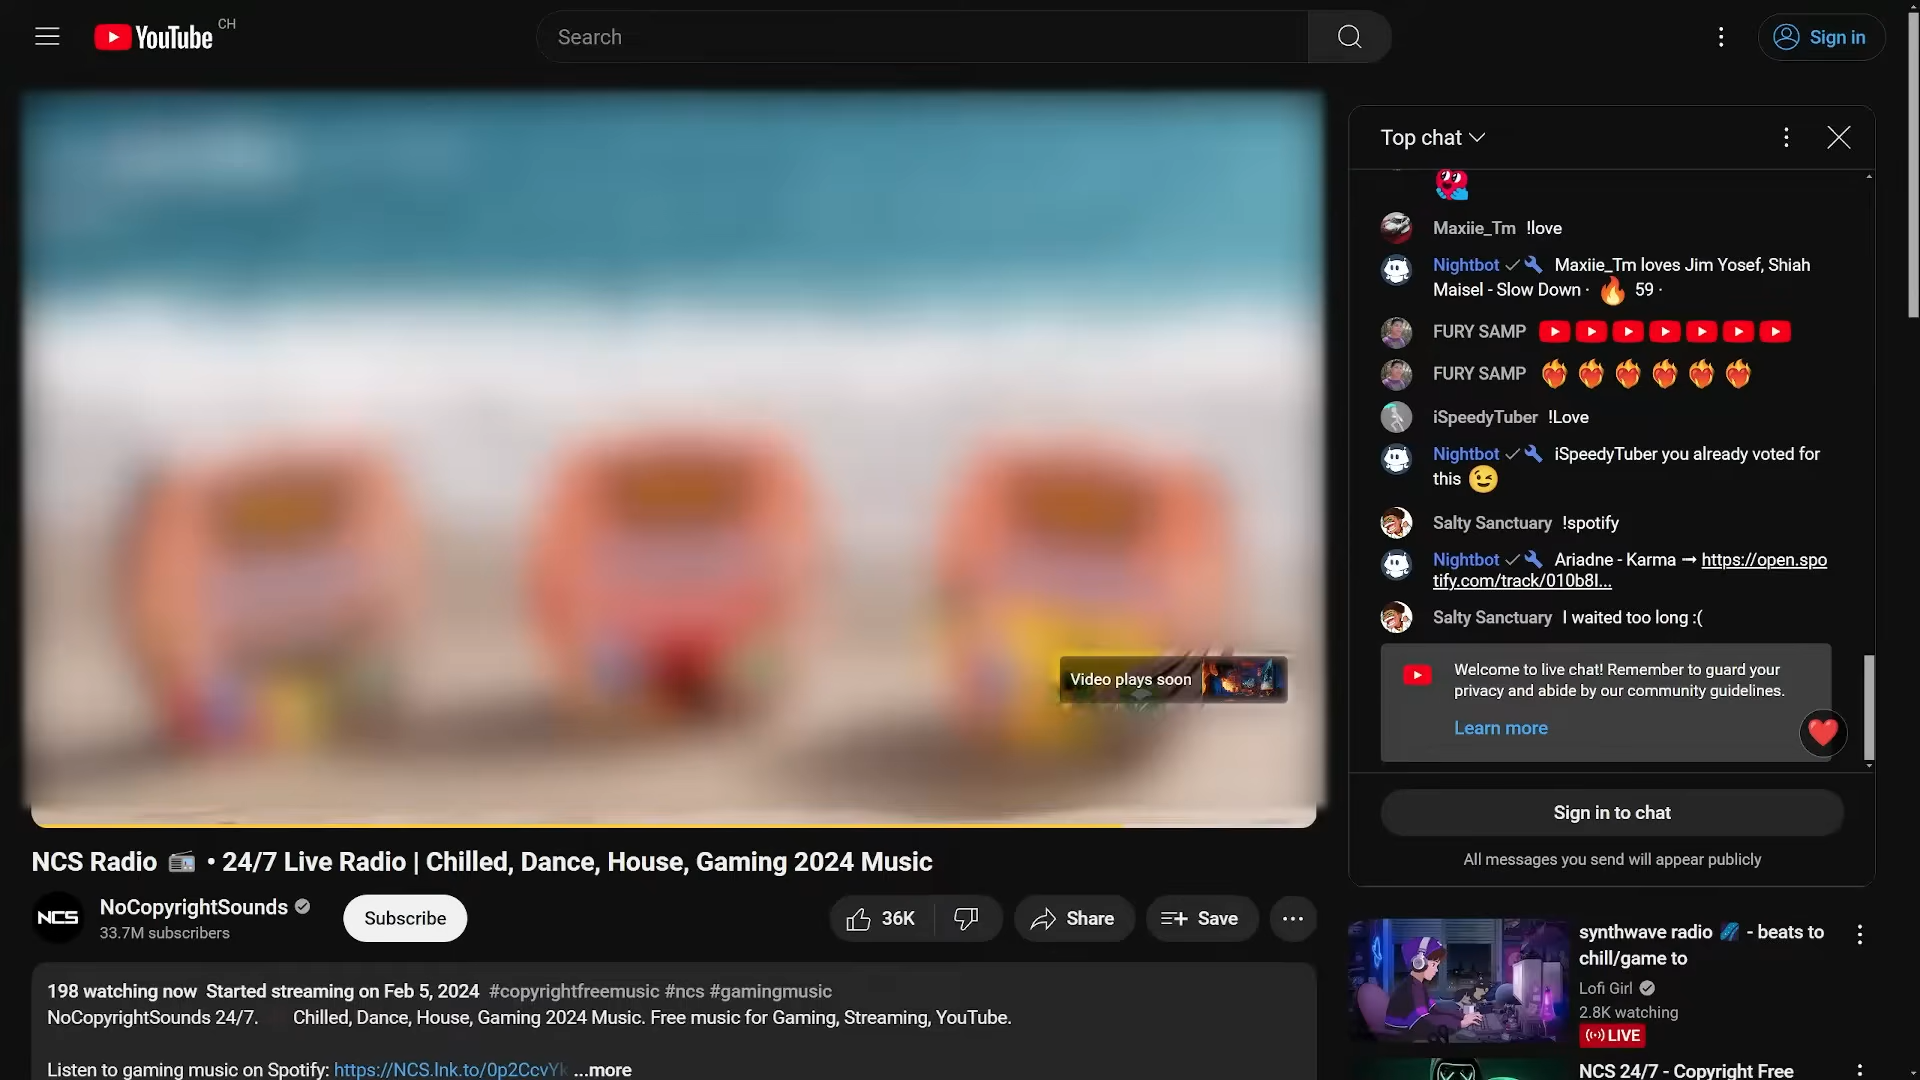 YouTube CH
Search
Sign in
Top chat
Maxiie_Tm !love
Nightbot Maxiie_Tm loves Jim Yosef, Shiah
Maisel - Slow Down · 🔥 59 ·
FURY SAMP
FURY SAMP ❤️‍🔥 ❤️‍🔥 ❤️‍🔥 ❤️‍🔥 ❤️‍🔥 ❤️‍🔥
iSpeedyTuber !Love
Nightbot iSpeedyTuber you already voted for
this 😉
Salty Sanctuary !spotify
Nightbot Ariadne - Karma ➞ https://open.spo
tify.com/track/010b8I...
Salty Sanctuary I waited too long :(
Welcome to live chat! Remember to guard your
privacy and abide by our community guidelines.
Learn more
Sign in to chat
All messages you send will appear publicly
Video plays soon
NCS Radio 📻 • 24/7 Live Radio | Chilled, Dance, House, Gaming 2024 Music
NCS
NoCopyrightSounds
33.7M subscribers
Subscribe
36K
Share
Save
198 watching now Started streaming on Feb 5, 2024 #copyrightfreemusic #ncs #gamingmusic
NoCopyrightSounds 24/7. Chilled, Dance, House, Gaming 2024 Music. Free music for Gaming, Streaming, YouTube.
Listen to gaming music on Spotify: https://NCS.lnk.to/0p2CcvYk ...more
synthwave radio 🌌 - beats to
chill/game to
Lofi Girl
2.8K watching
LIVE
NCS 24/7 - Copyright Free